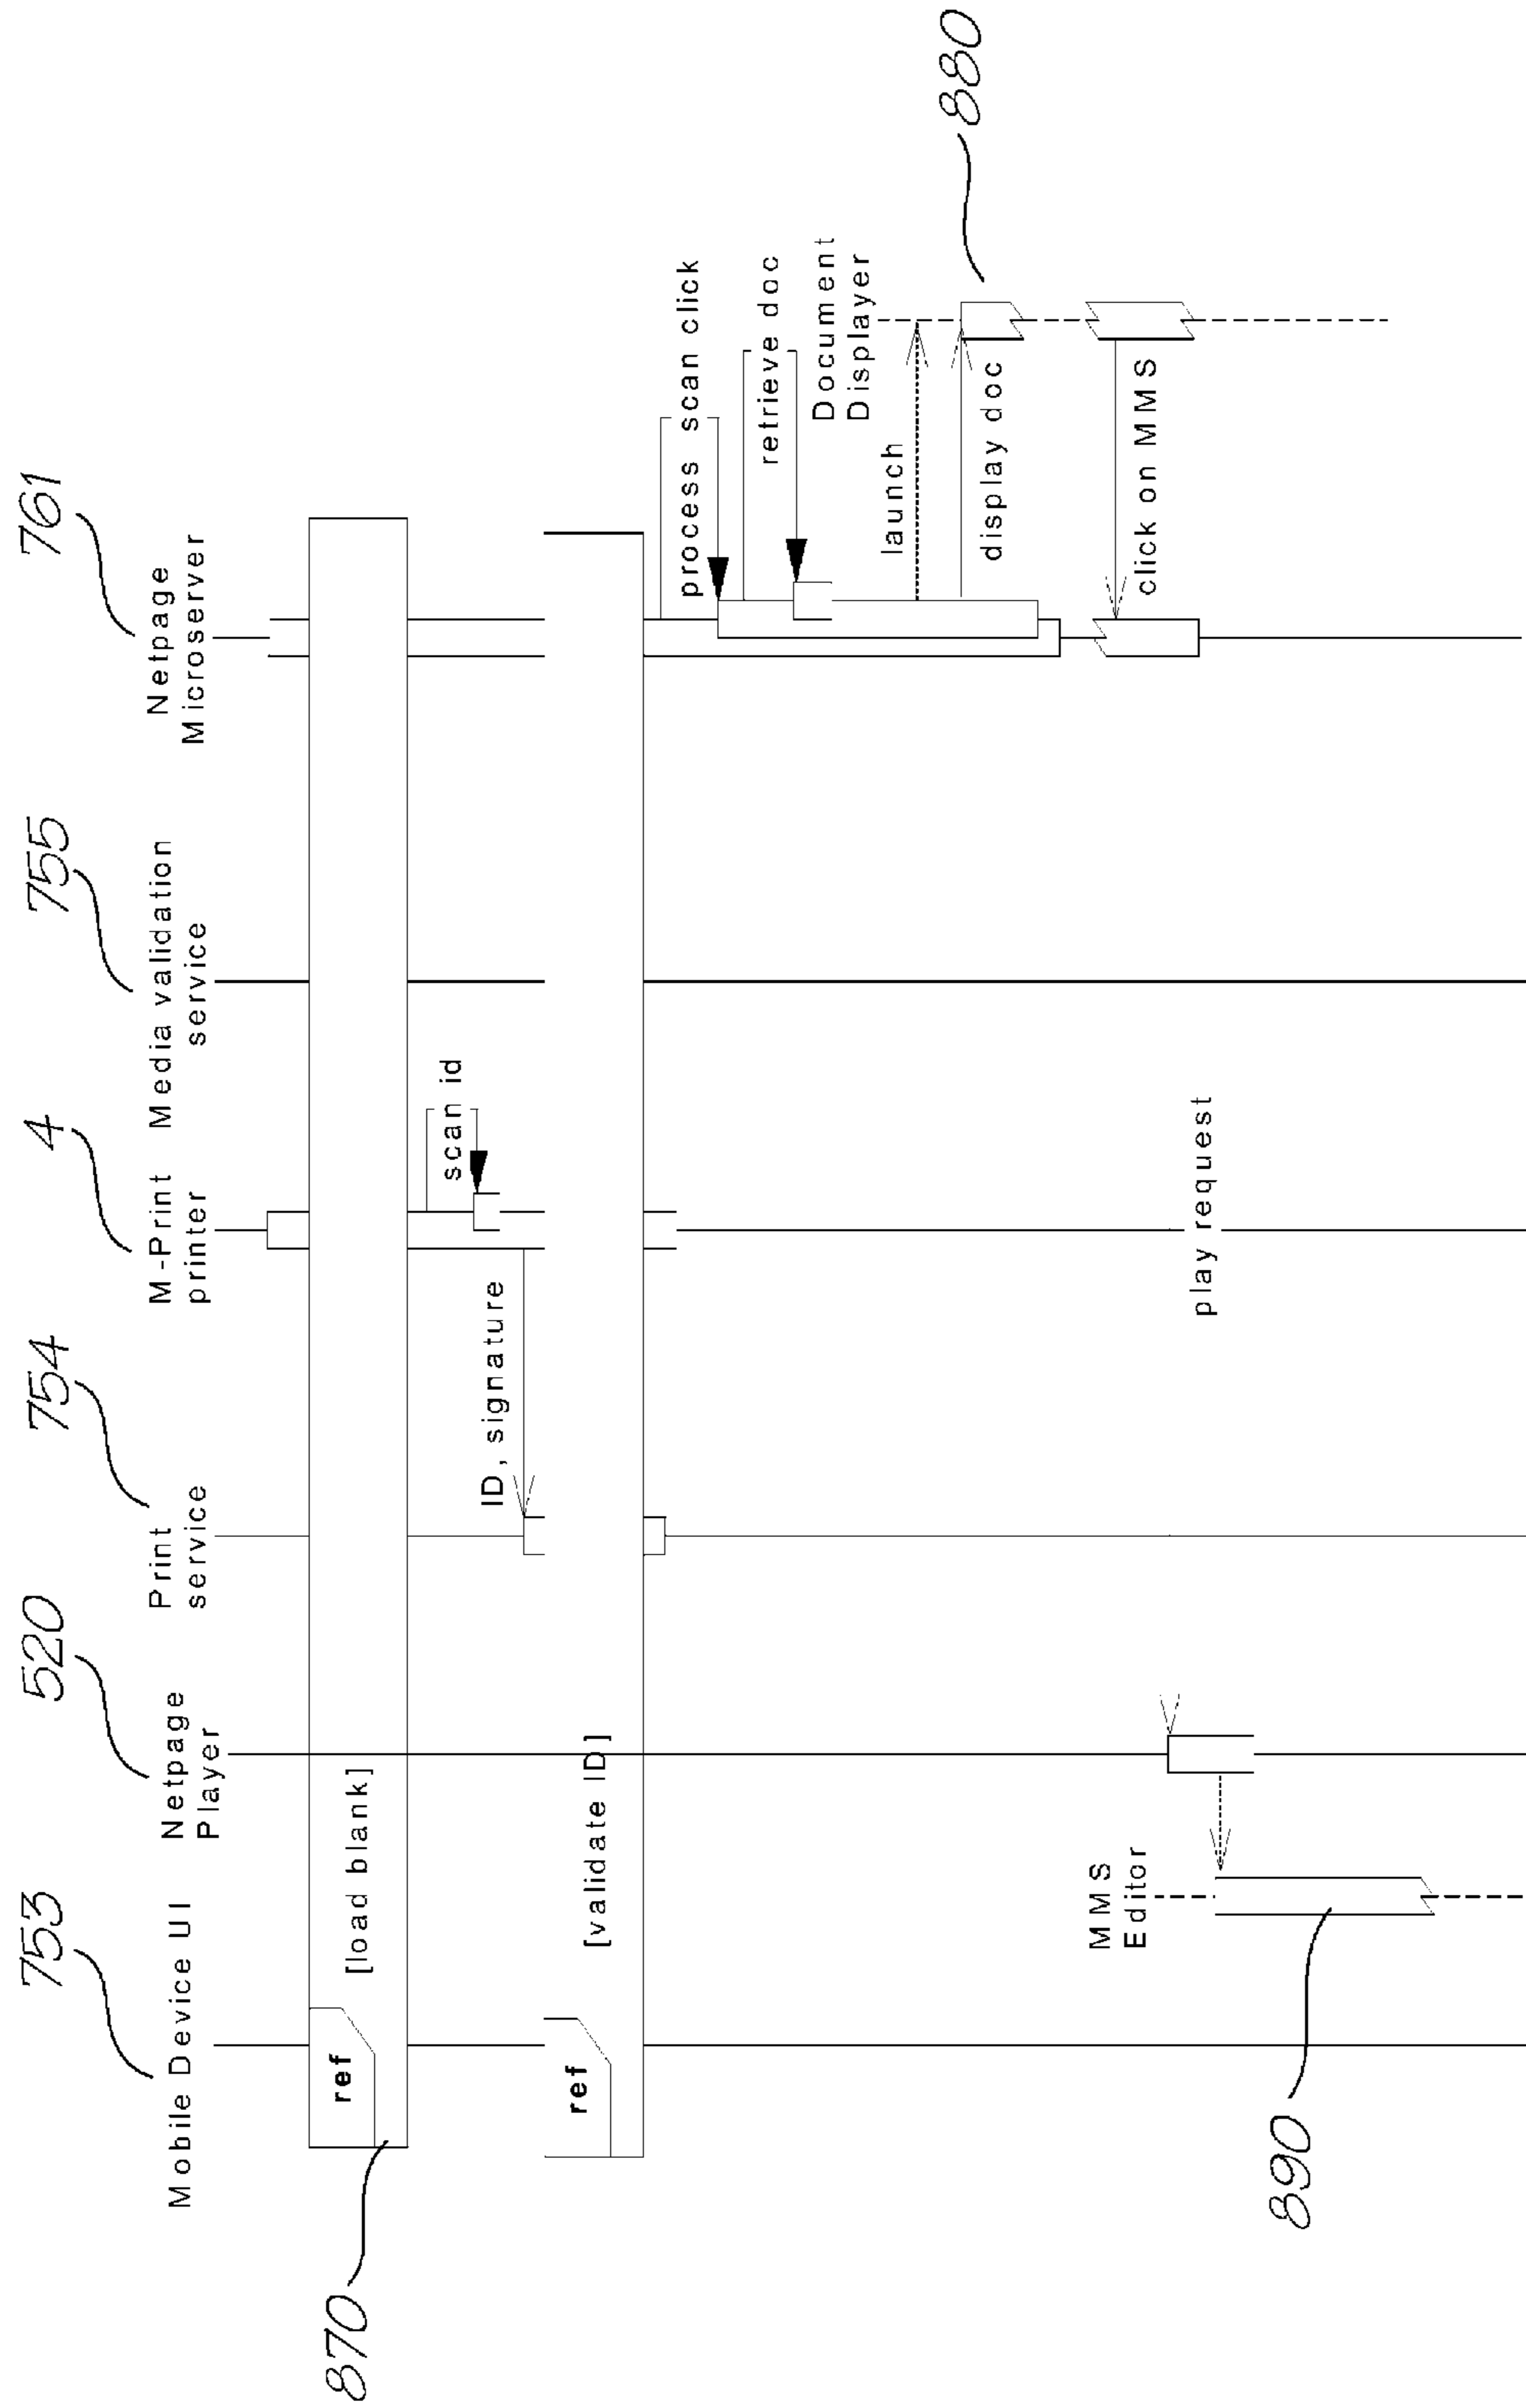 753
520
754
4
755
761
Mobile Device UI
Netpage
Player
Print
service
M-Print
printer
Media validation
service
Netpage
Microserver
870
ref
[load blank]
scan id
ID, signature
ref
[validate ID]
process scan click
retrieve doc
Document
Displayer
launch
880
display doc
click on MMS
MMS
Editor
play request
890